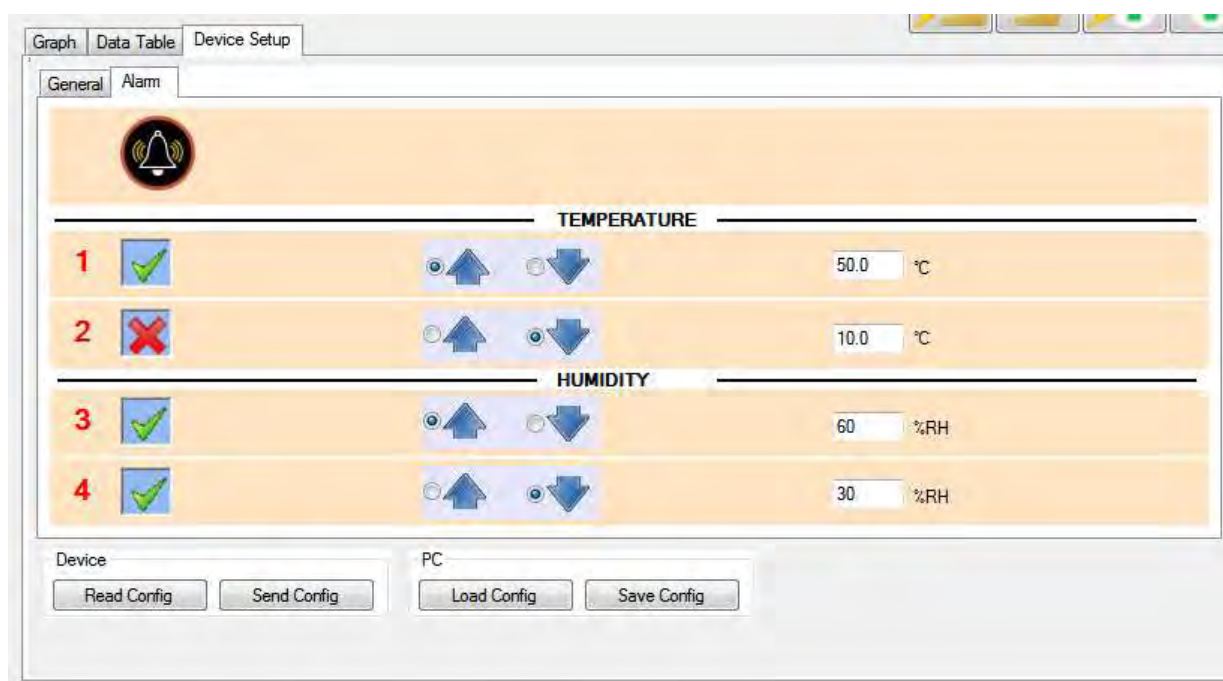 Graph Data Table Device Setup
General Alarm
TEMPERATURE
1 50.0 °C
2 10.0 °C
HUMIDITY
3 60 %RH
4 30 %RH
Device PC
Read Config Send Config Load Config Save Config